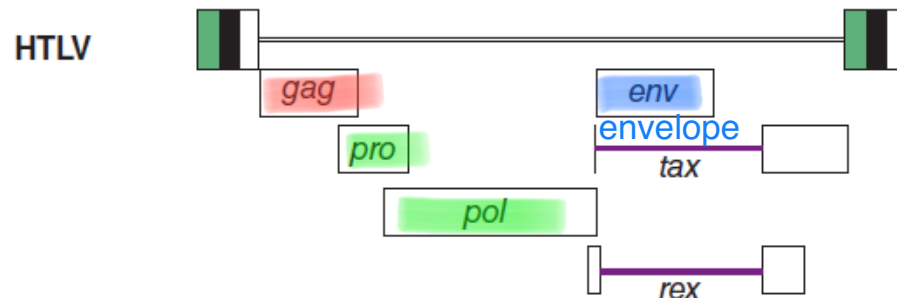 HTLV
gag
env
envelope
pro
tax
pol
rex